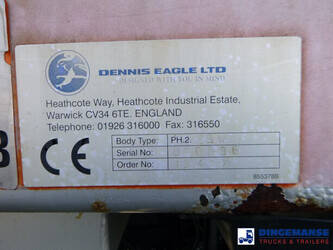 DENNIS EAGLE LTD
DESIGNED WITH YOU IN MIND
Heathcote Way, Heathcote Industrial Estate,
Warwick CV34 6TE. ENGLAND
Telephone: 01926 316000 Fax: 316550
CE
Body Type: PH.2.
Serial No:
Order No:
DINGEMANSE
TRUCKS & TRAILERS